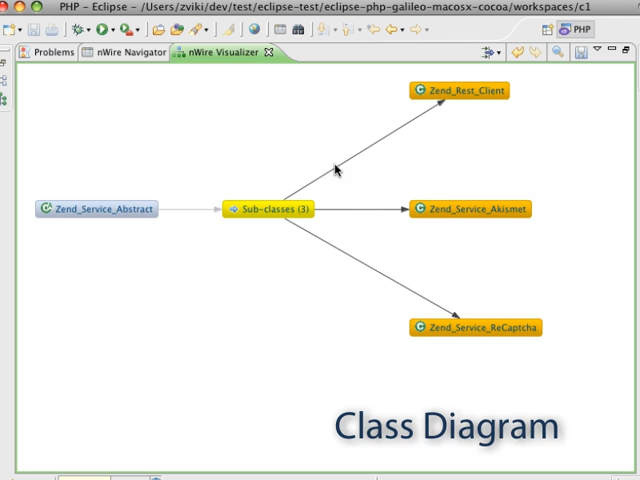 PHP – Eclipse – /Users/zviki/dev/test/eclipse-test/eclipse-php-galileo-macosx-cocoa/workspaces/c1
PHP
Problems nWire Navigator nWire Visualizer
Zend_Rest_Client
Zend_Service_Abstract Sub-classes (3) Zend_Service_Akismet
Zend_Service_ReCaptcha
Class Diagram